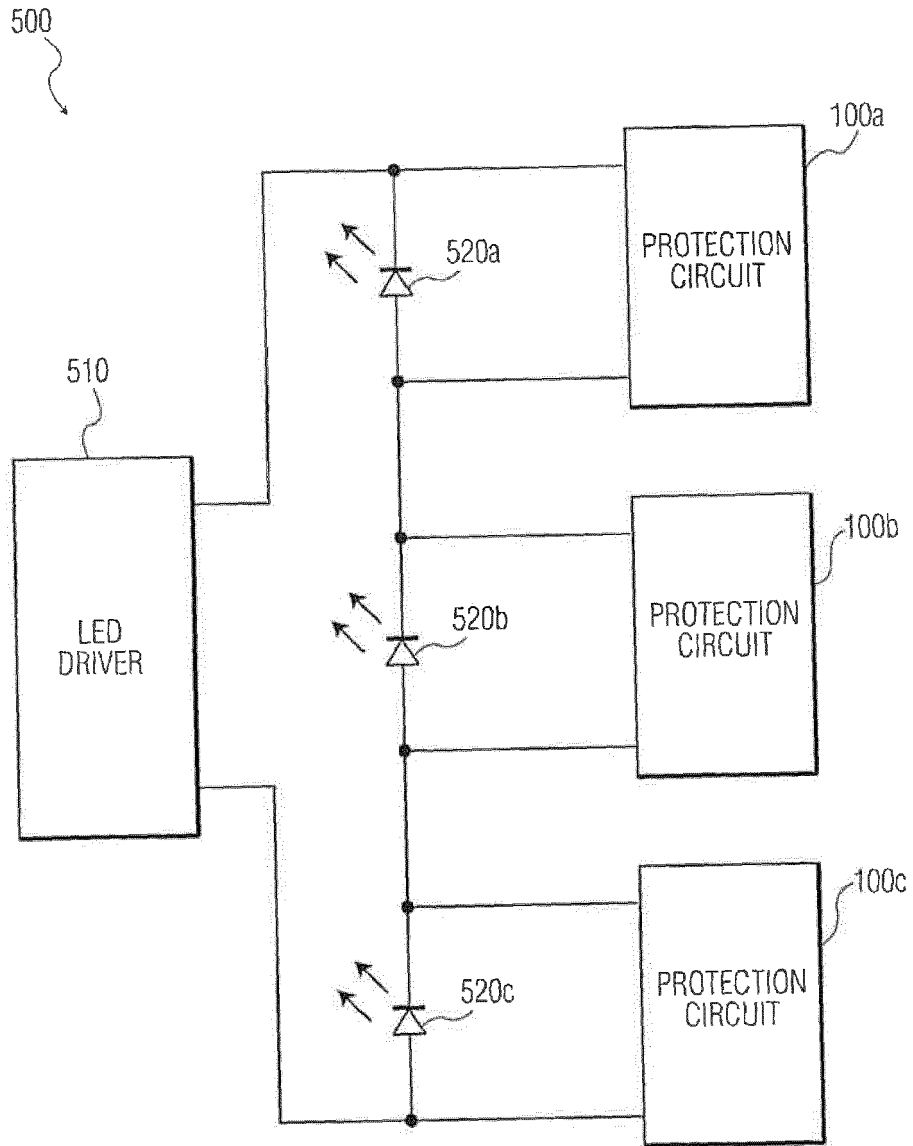 500
100a
PROTECTION
CIRCUIT
520a
510
100b
PROTECTION
CIRCUIT
520b
LED
DRIVER
100c
PROTECTION
CIRCUIT
520c